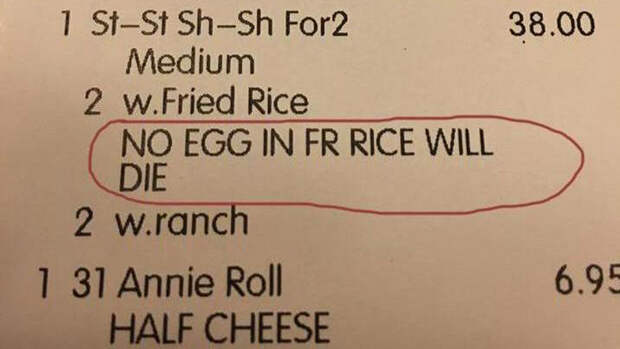 1 St-St Sh-Sh For2 38.00
Medium
2 w.Fried Rice
NO EGG IN FR RICE WILL
DIE
2 w.ranch
1 31 Annie Roll 6.95
HALF CHEESE